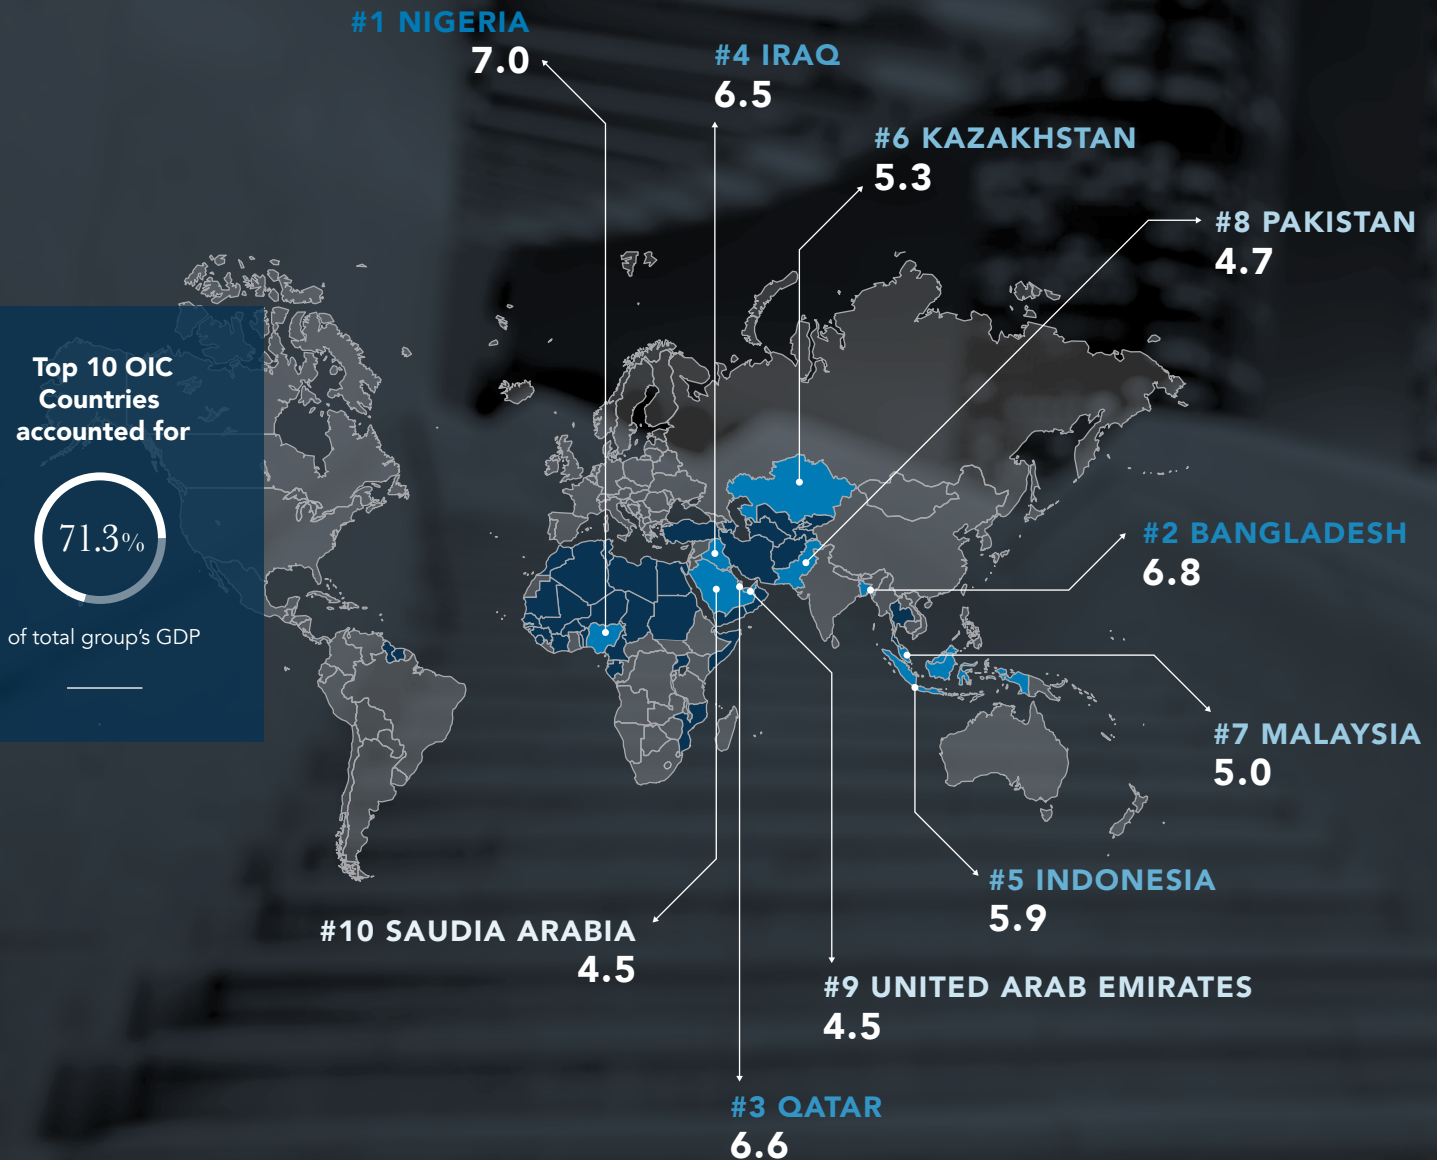 #1 NIGERIA
7.0
#4 IRAQ
6.5
#6 KAZAKHSTAN
5.3
#8 PAKISTAN
4.7
Top 10 OIC
Countries
accounted for
71.3%
of total group's GDP
#2 BANGLADESH
6.8
#7 MALAYSIA
5.0
#5 INDONESIA
5.9
#10 SAUDIA ARABIA
4.5
#9 UNITED ARAB EMIRATES
4.5
#3 QATAR
6.6